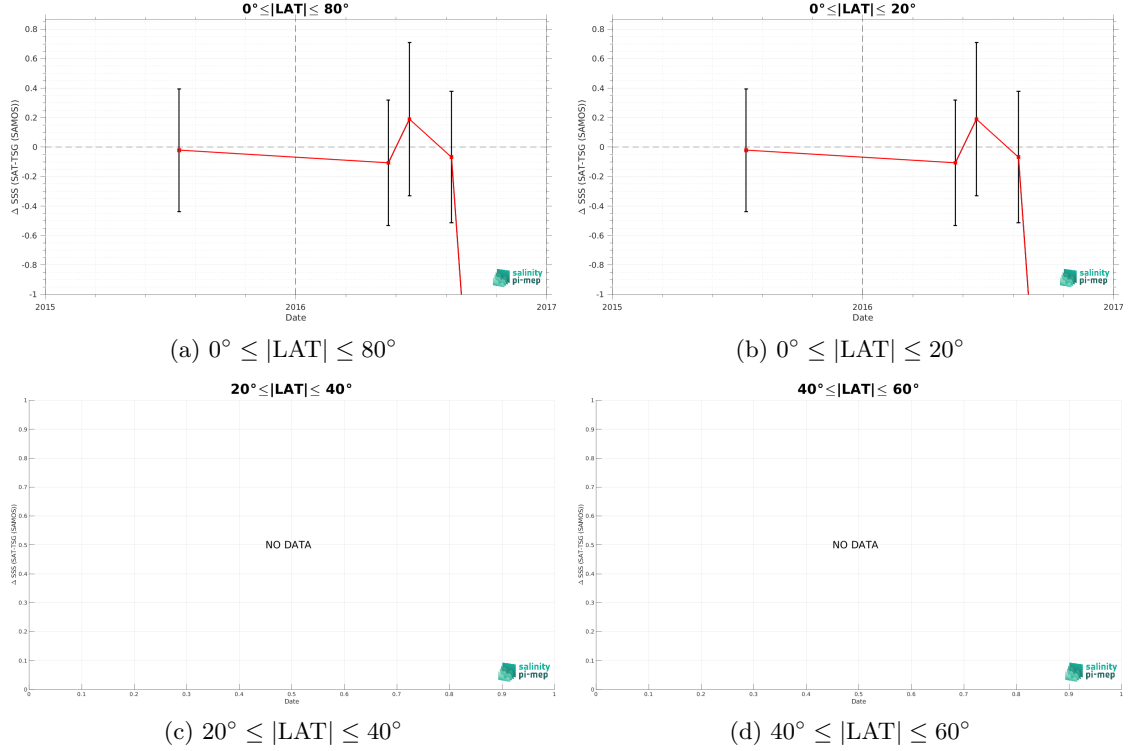 0°≤|LAT|≤ 80°
Δ SSS (SAT-TSG (SAMOS))
0.8
0.6
0.4
0.2
0
-0.2
-0.4
-0.6
-0.8
-1
2015
2016
2017
Date
salinity
pi-mep
(a) 0° ≤ |LAT| ≤ 80°
0°≤|LAT|≤ 20°
Δ SSS (SAT-TSG (SAMOS))
0.8
0.6
0.4
0.2
0
-0.2
-0.4
-0.6
-0.8
-1
2015
2016
2017
Date
salinity
pi-mep
(b) 0° ≤ |LAT| ≤ 20°
20°≤|LAT|≤ 40°
Δ SSS (SAT-TSG (SAMOS))
1
0.9
0.8
0.7
0.6
0.5
0.4
0.3
0.2
0.1
0
NO DATA
0 0.1 0.2 0.3 0.4 0.5 0.6 0.7 0.8 0.9 1
Date
salinity
pi-mep
(c) 20° ≤ |LAT| ≤ 40°
40°≤|LAT|≤ 60°
Δ SSS (SAT-TSG (SAMOS))
1
0.9
0.8
0.7
0.6
0.5
0.4
0.3
0.2
0.1
0
NO DATA
0 0.1 0.2 0.3 0.4 0.5 0.6 0.7 0.8 0.9 1
Date
salinity
pi-mep
(d) 40° ≤ |LAT| ≤ 60°